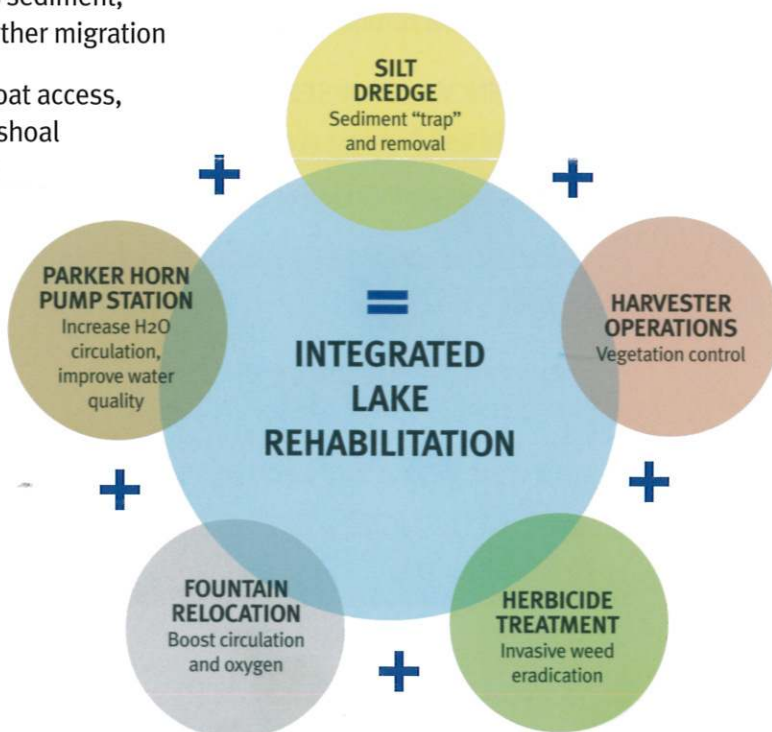 sediment,
ther migration
oat access,
shoal
SILT
DREDGE
Sediment “trap”
and removal
+
+
PARKER HORN
PUMP STATION
Increase H2O
circulation,
improve water
quality
=
INTEGRATED
LAKE
REHABILITATION
HARVESTER
OPERATIONS
Vegetation control
+
+
FOUNTAIN
RELOCATION
Boost circulation
and oxygen
+
HERBICIDE
TREATMENT
Invasive weed
eradication